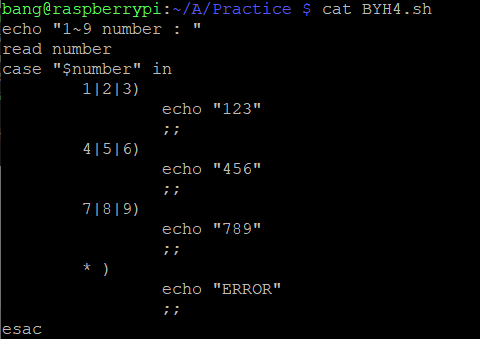 bang@raspberrypi:~/A/Practice $ cat BYH4.sh
echo "1~9 number : "
read number
case "$number" in
        1|2|3)
                echo "123"
                ;;
        4|5|6)
                echo "456"
                ;;
        7|8|9)
                echo "789"
                ;;
        * )
                echo "ERROR"
                ;;
esac